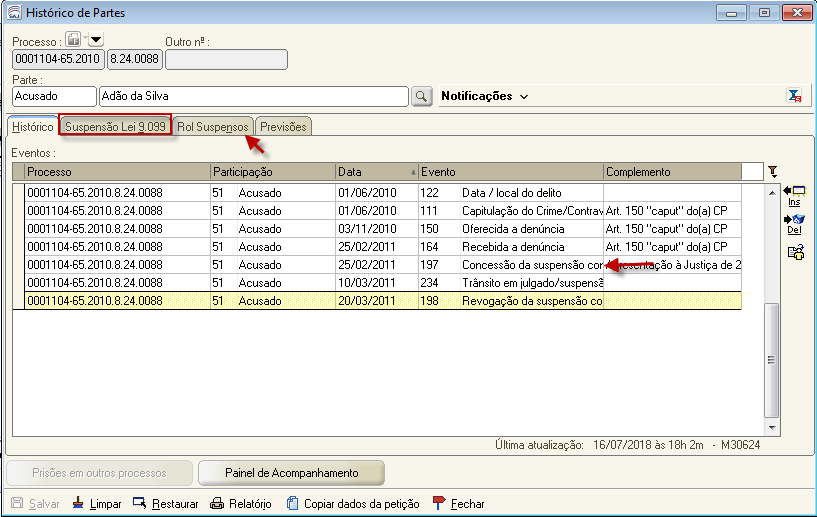 SAJ Histórico de Partes
Processo : Outro nº :
0001104-65.2010 8.24.0088
Parte :
Acusado Adão da Silva Notificações
Histórico Suspensão Lei 9.099 Rol Suspensos Previsões
Eventos :
Processo Participação Data Evento Complemento
0001104-65.2010.8.24.0088 51 Acusado 01/06/2010 122 Data / local do delito
0001104-65.2010.8.24.0088 51 Acusado 01/06/2010 111 Capitulação do Crime/Contrav Art. 150 "caput" do(a) CP
0001104-65.2010.8.24.0088 51 Acusado 03/11/2010 150 Oferecida a denúncia Art. 150 "caput" do(a) CP
0001104-65.2010.8.24.0088 51 Acusado 25/02/2011 164 Recebida a denúncia Art. 150 "caput" do(a) CP
0001104-65.2010.8.24.0088 51 Acusado 25/02/2011 197 Concessão da suspensão cor Apresentação à Justiça de 2
0001104-65.2010.8.24.0088 51 Acusado 10/03/2011 234 Trânsito em julgado/suspensã
0001104-65.2010.8.24.0088 51 Acusado 20/03/2011 198 Revogação da suspensão co
Ins
Del
Última atualização: 16/07/2018 às 18h 2m - M30624
Prisões em outros processos Painel de Acompanhamento
Salvar Limpar Restaurar Relatório Copiar dados da petição Fechar